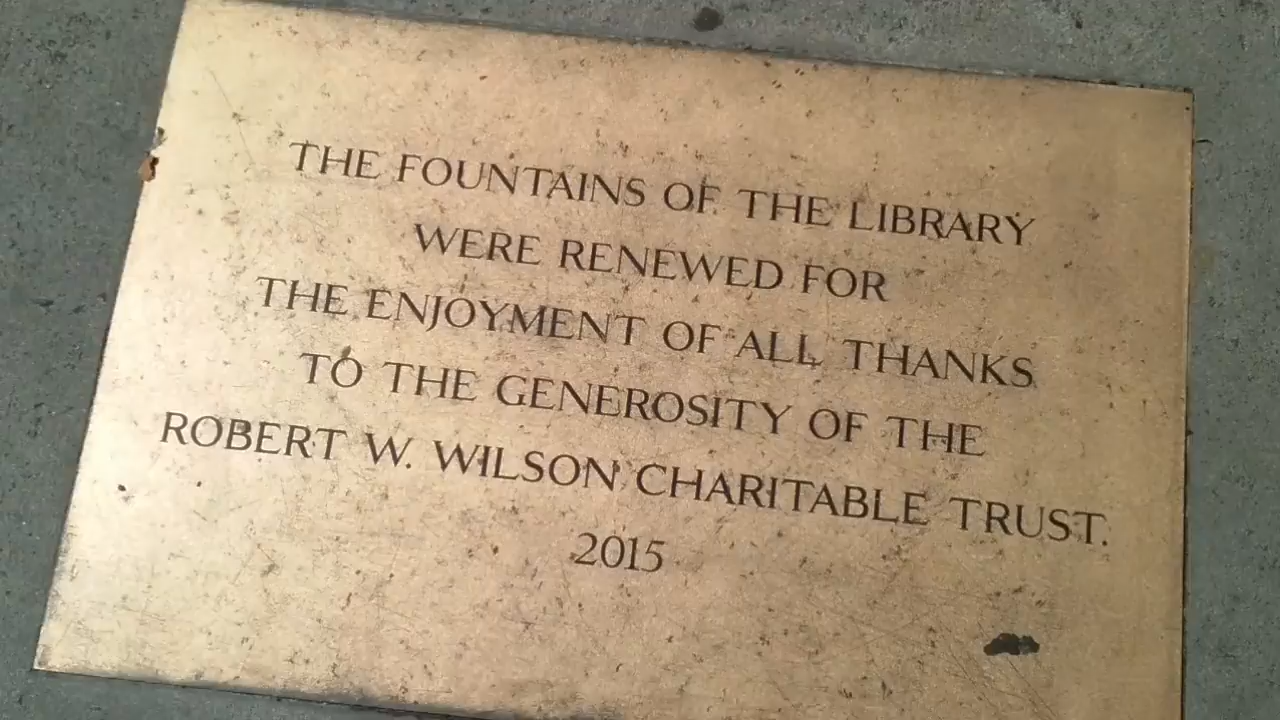 THE FOUNTAINS OF THE LIBRARY
WERE RENEWED FOR
THE ENJOYMENT OF ALL THANKS
TO THE GENEROSITY OF THE
ROBERT W. WILSON CHARITABLE TRUST.
2015